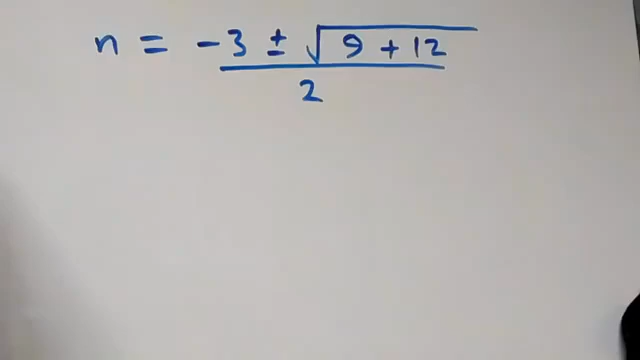 n = -3 ± √9 + 12
2